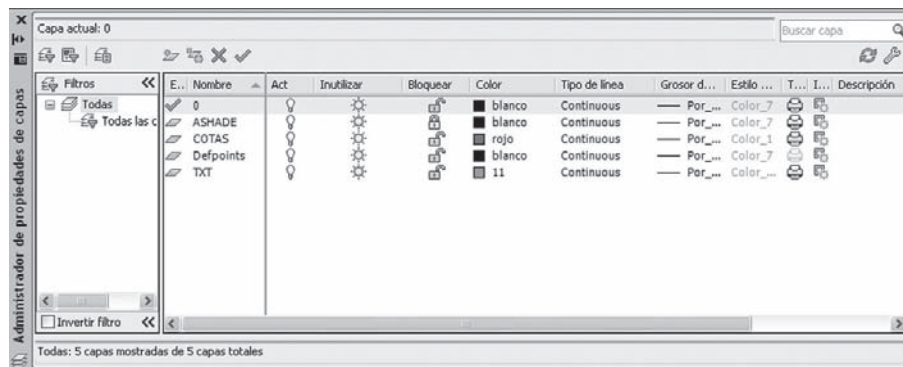 Capa actual: 0
Buscar capa
Administrador de propiedades de capas
Filtros
Todas
Todas las c
Invertir filtro
E... Nombre Act Inutilizar Bloquear Color Tipo de línea Grosor d... Estilo ... T... I... Descripción
0 blanco Continuous Por_... Color_7
ASHADE blanco Continuous Por_... Color_7
COTAS rojo Continuous Por_... Color_1
Defpoints blanco Continuous Por_... Color_7
TXT 11 Continuous Por_... Color_...
Todas: 5 capas mostradas de 5 capas totales